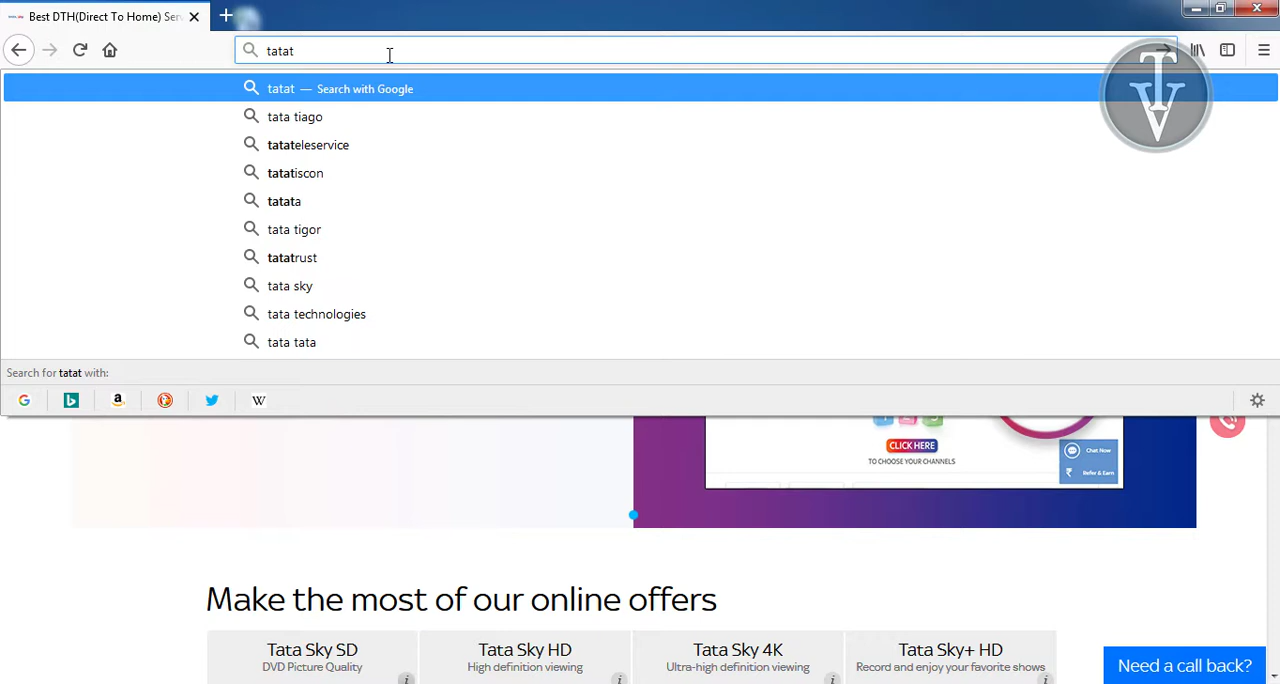 Best DTH(Direct To Home) Serv
tatat
tatat — Search with Google
tata tiago
tatateleservice
tatatiscon
tatata
tata tigor
tatatrust
tata sky
tata technologies
tata tata
Search for tatat with:
CLICK HERE
TO CHOOSE YOUR CHANNELS
Chat Now
Refer & Earn
Make the most of our online offers
Tata Sky SD
DVD Picture Quality
Tata Sky HD
High definition viewing
Tata Sky 4K
Ultra-high definition viewing
Tata Sky+ HD
Record and enjoy your favorite shows
Need a call back?